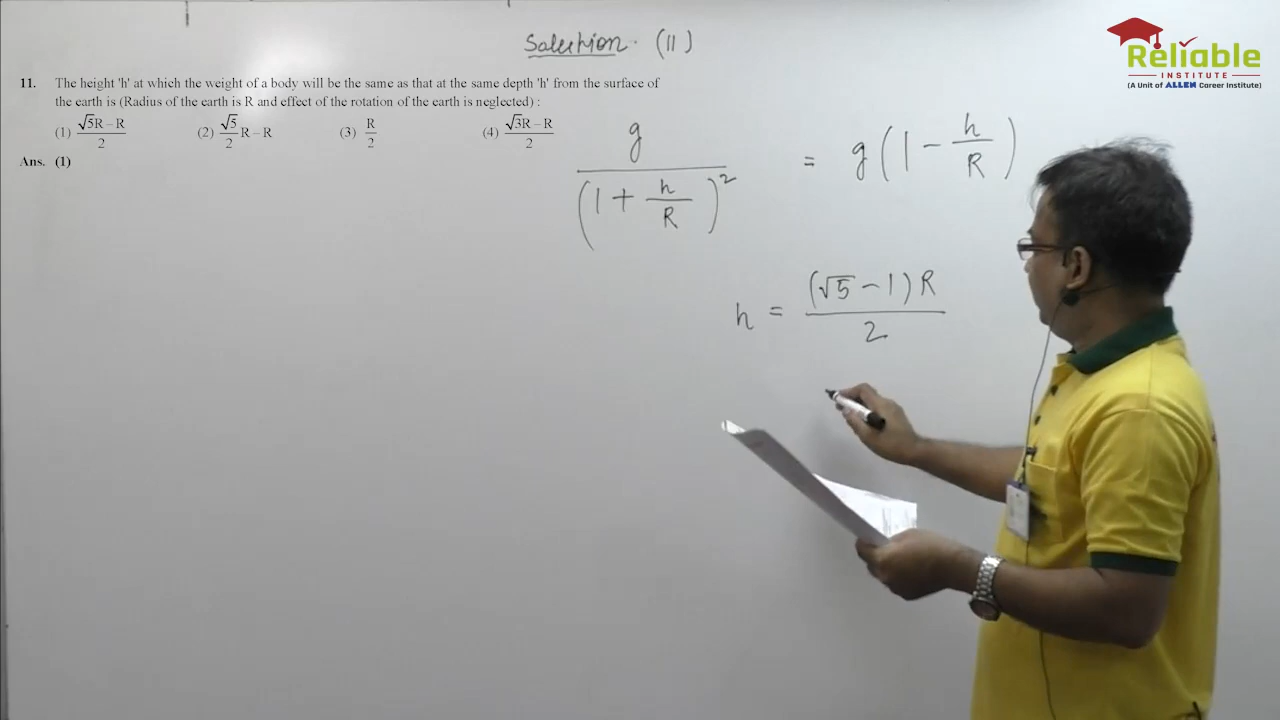 Solution. (11)
Reliable
INSTITUTE
(A Unit of ALLEN Career Institute)
11. The height 'h' at which the weight of a body will be the same as that at the same depth 'h' from the surface of
the earth is (Radius of the earth is R and effect of the rotation of the earth is neglected) :
(1) (√5R – R)/2 (2) (√5/2)R – R (3) R/2 (4) (√3R – R)/2
Ans. (1)
g/(1 + h/R)² = g(1 – h/R)
h = (√5 – 1)R/2